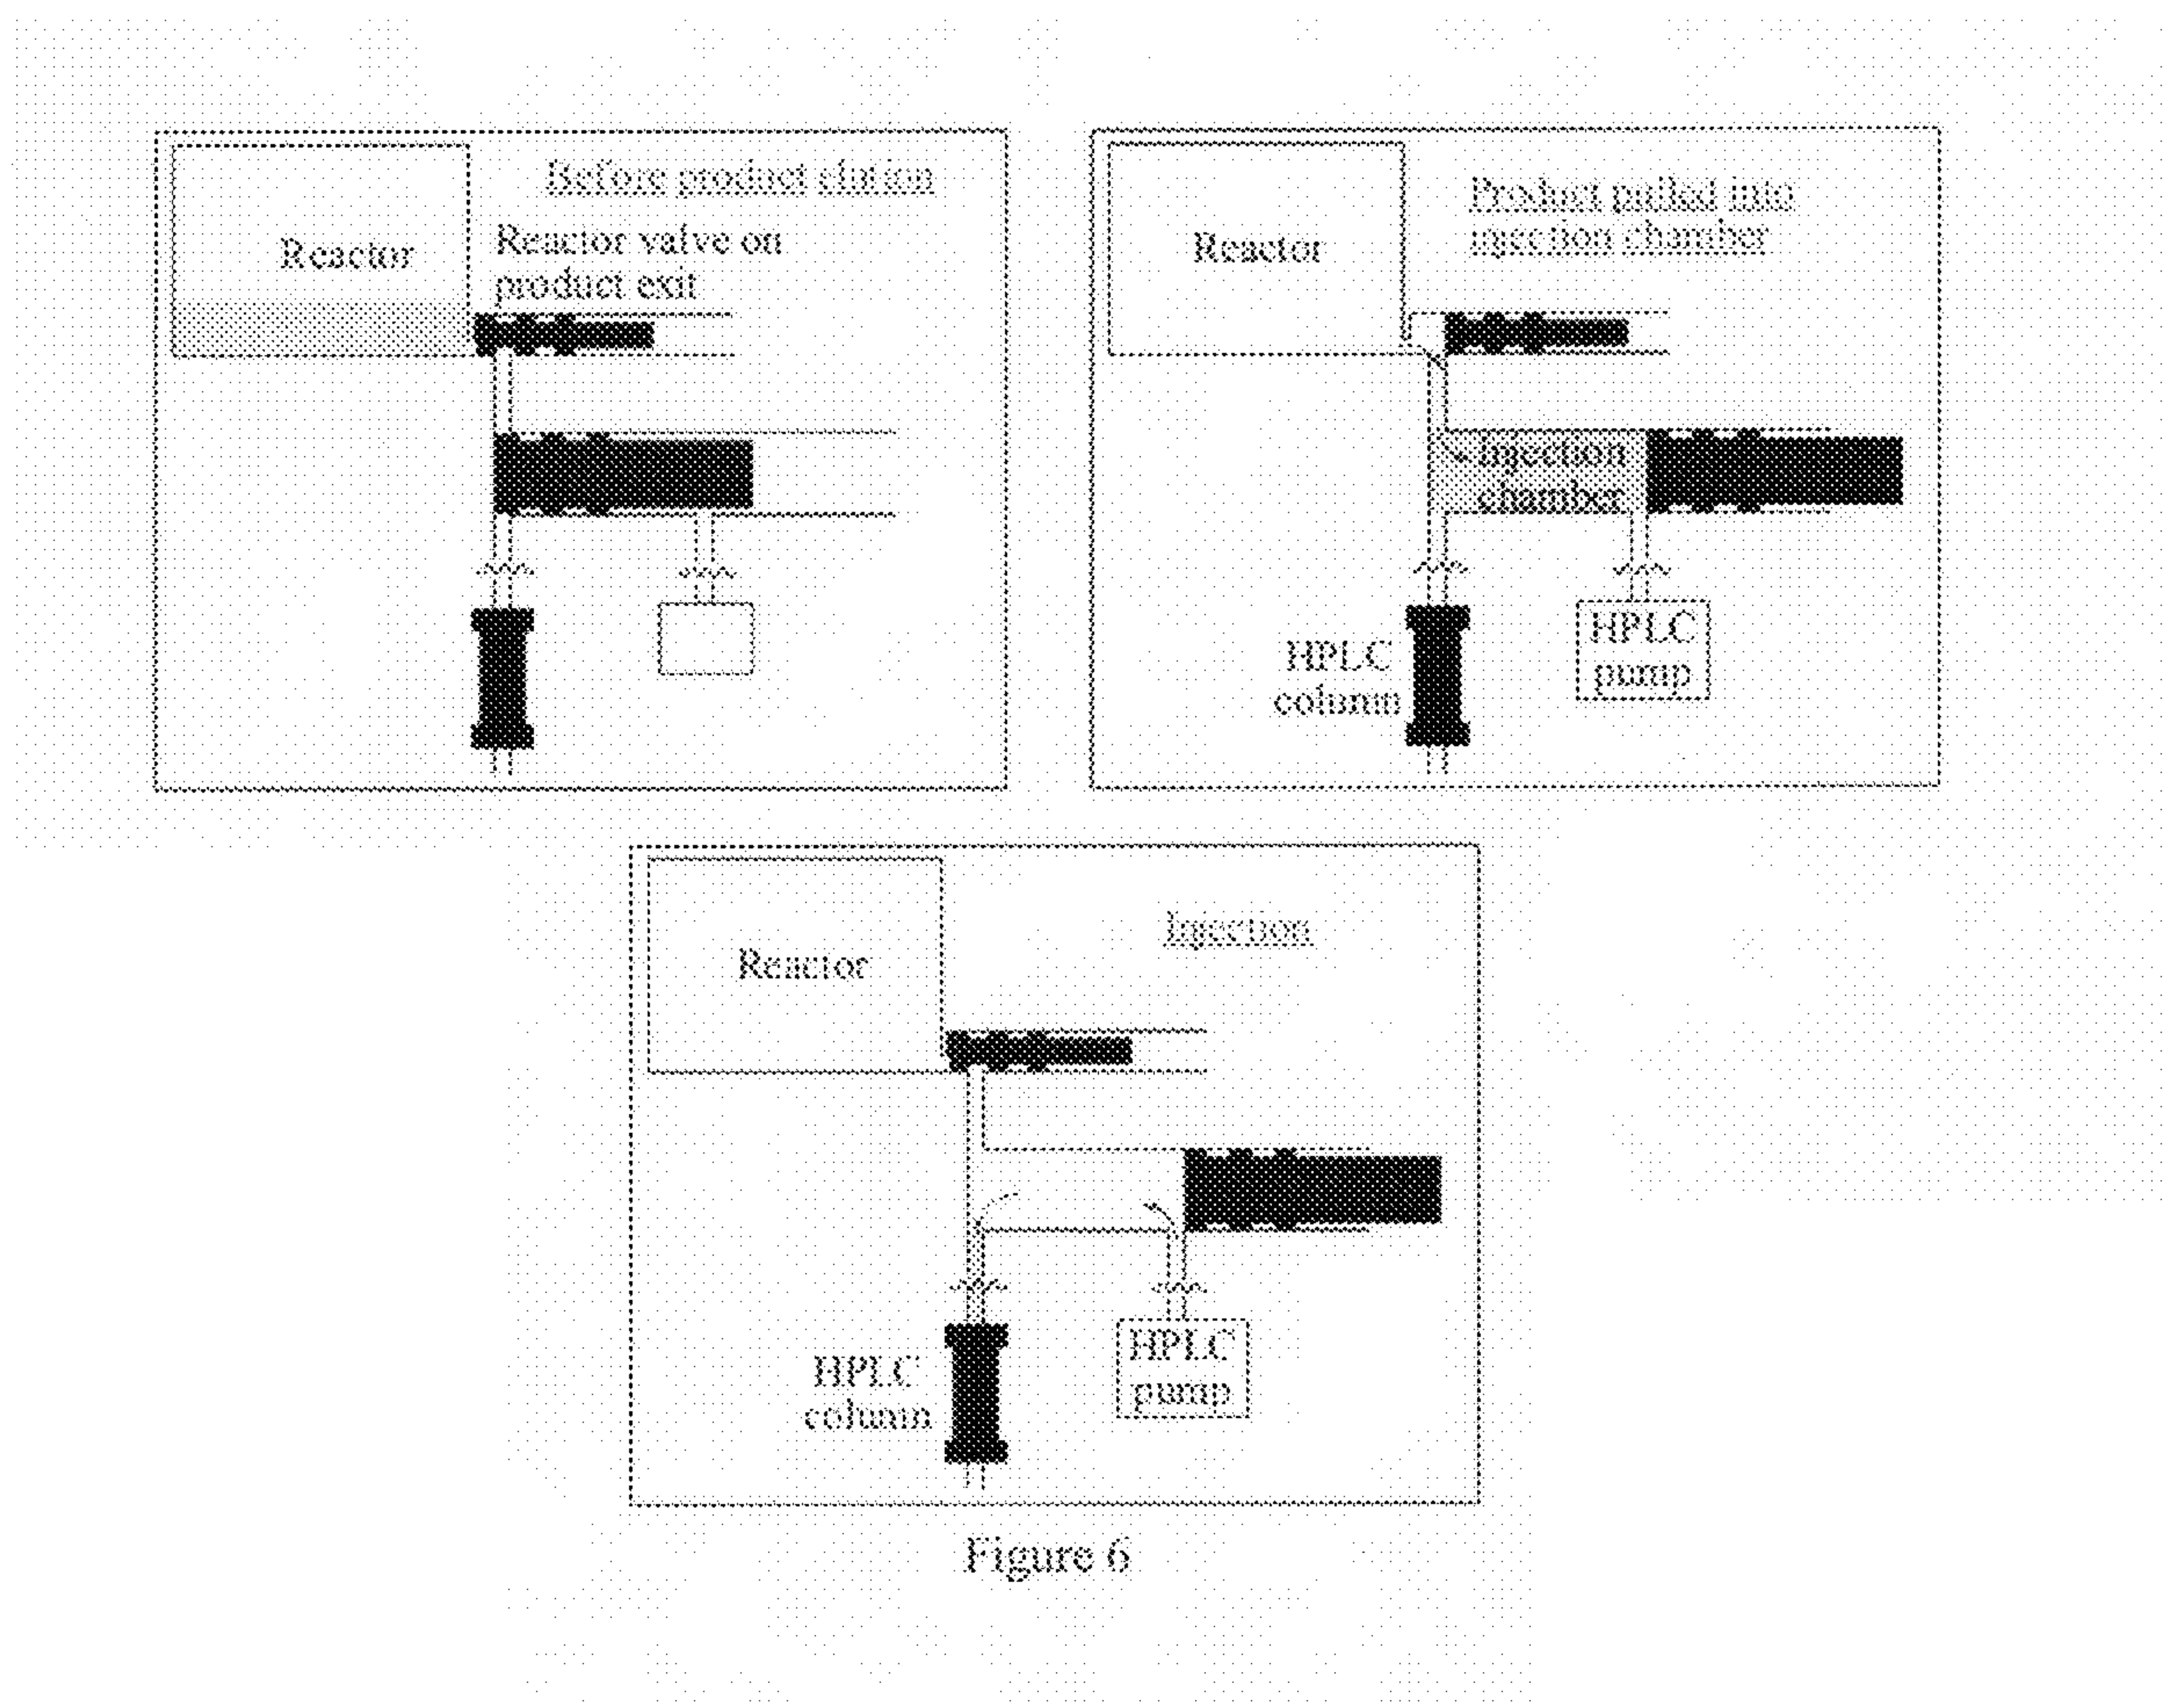 Before product elution
Reactor
Reactor valve on
product exit
Product pulled into
injection chamber
Reactor
Injection
chamber
HPLC
column
HPLC
pump
Injection
Reactor
HPLC
column
HPLC
pump
Figure 6